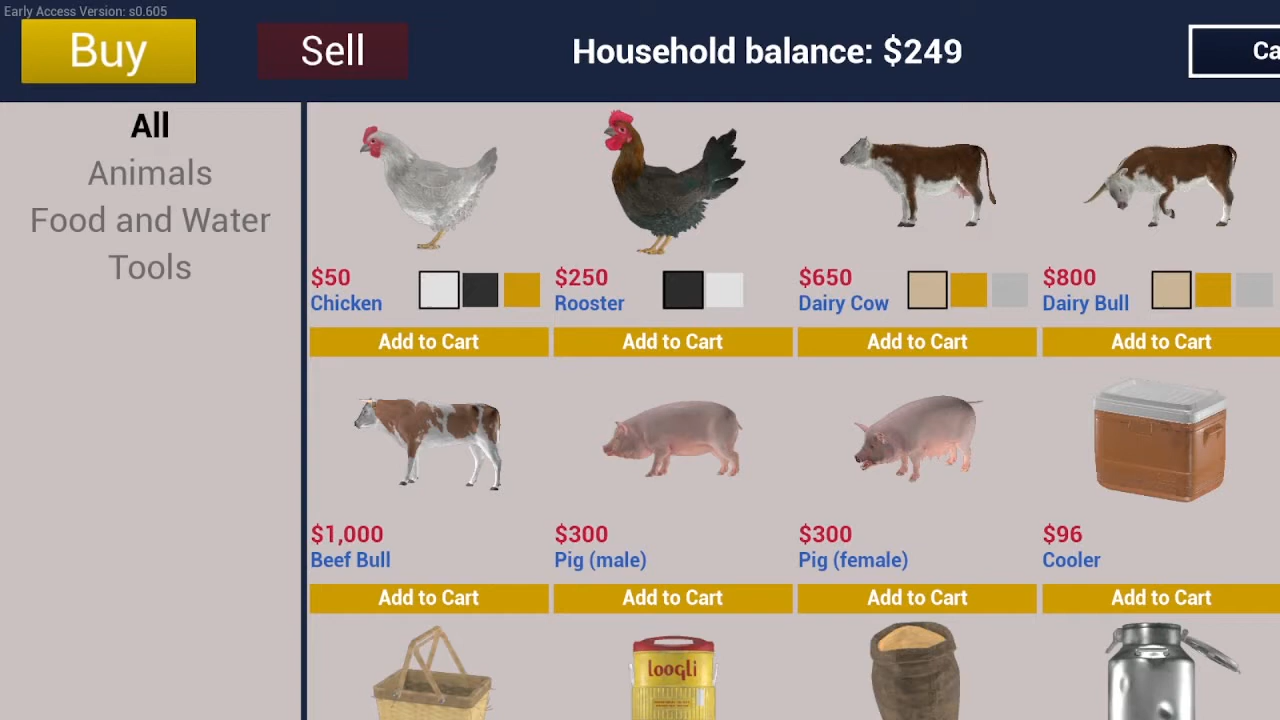 Early Access Version: s0.605
Buy
Sell
Household balance: $249
Ca
All
Animals
Food and Water
Tools
$50
Chicken
$250
Rooster
$650
Dairy Cow
$800
Dairy Bull
Add to Cart
Add to Cart
Add to Cart
Add to Cart
$1,000
Beef Bull
$300
Pig (male)
$300
Pig (female)
$96
Cooler
Add to Cart
Add to Cart
Add to Cart
Add to Cart
looqli